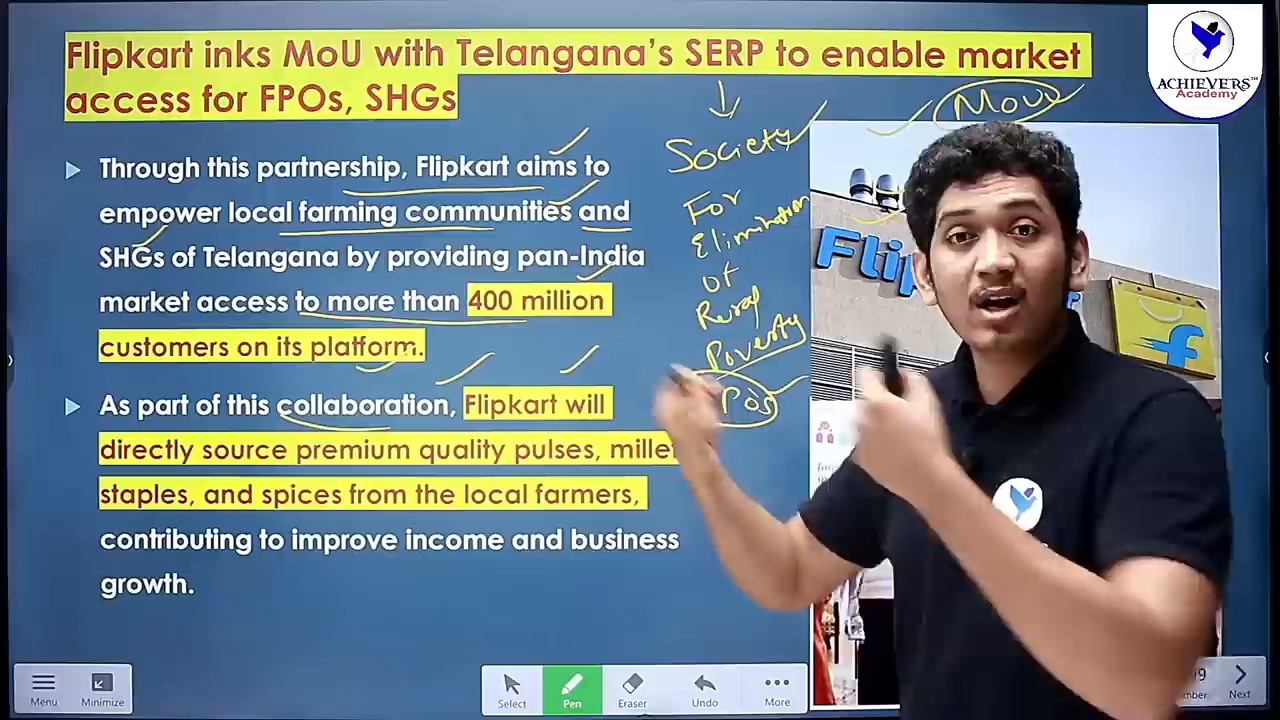 Flipkart inks MoU with Telangana's SERP to enable market
access for FPOs, SHGs
Through this partnership, Flipkart aims to
empower local farming communities and
SHGs of Telangana by providing pan-India
market access to more than 400 million
customers on its platform.
As part of this collaboration, Flipkart will
directly source premium quality pulses,
staples, and spices from the local farmers,
contributing to improve income and business
growth.
Society
For
Elimination
of
Rural
Poverty
MoU
ACHIEVERS
Academy
Menu
Minimize
Select
Pen
Eraser
Undo
More
Next